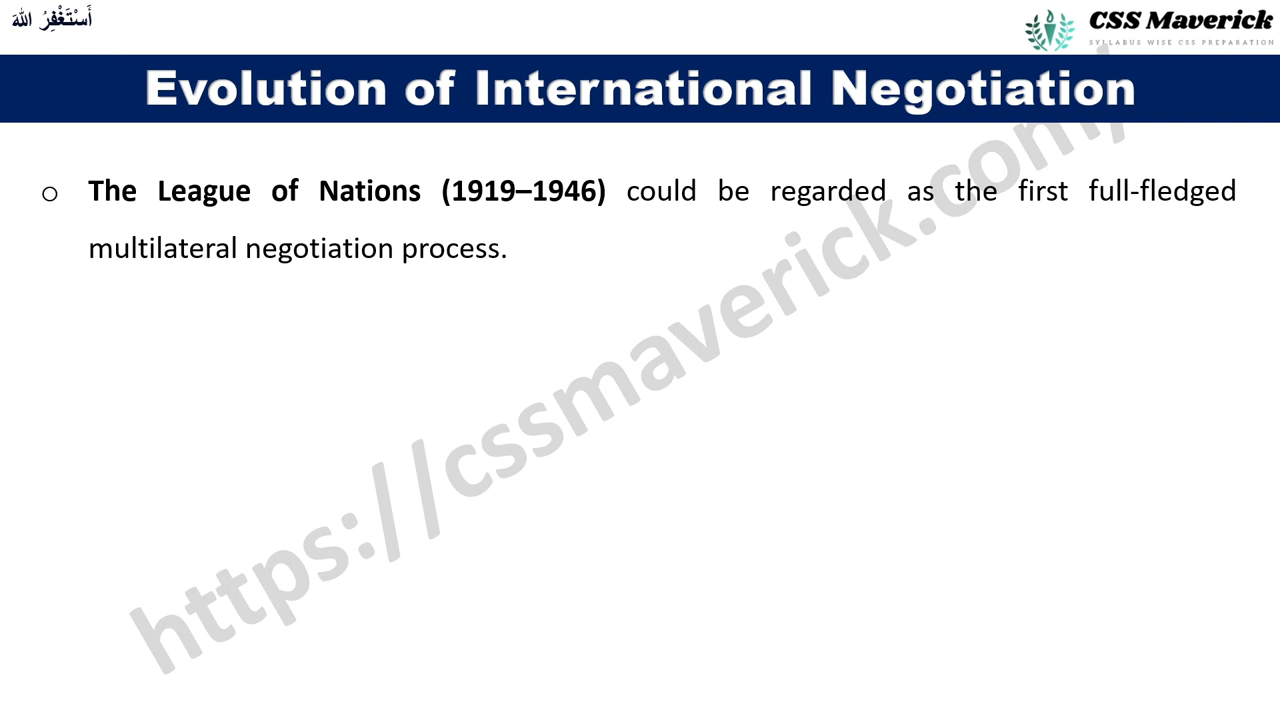 أَسْتَغْفِرُ اللهَ
CSS Maverick
SYLLABUS WISE CSS PREPARATION
Evolution of International Negotiation
o The League of Nations (1919–1946) could be regarded as the first full-fledged
multilateral negotiation process.
https://cssmaverick.com/